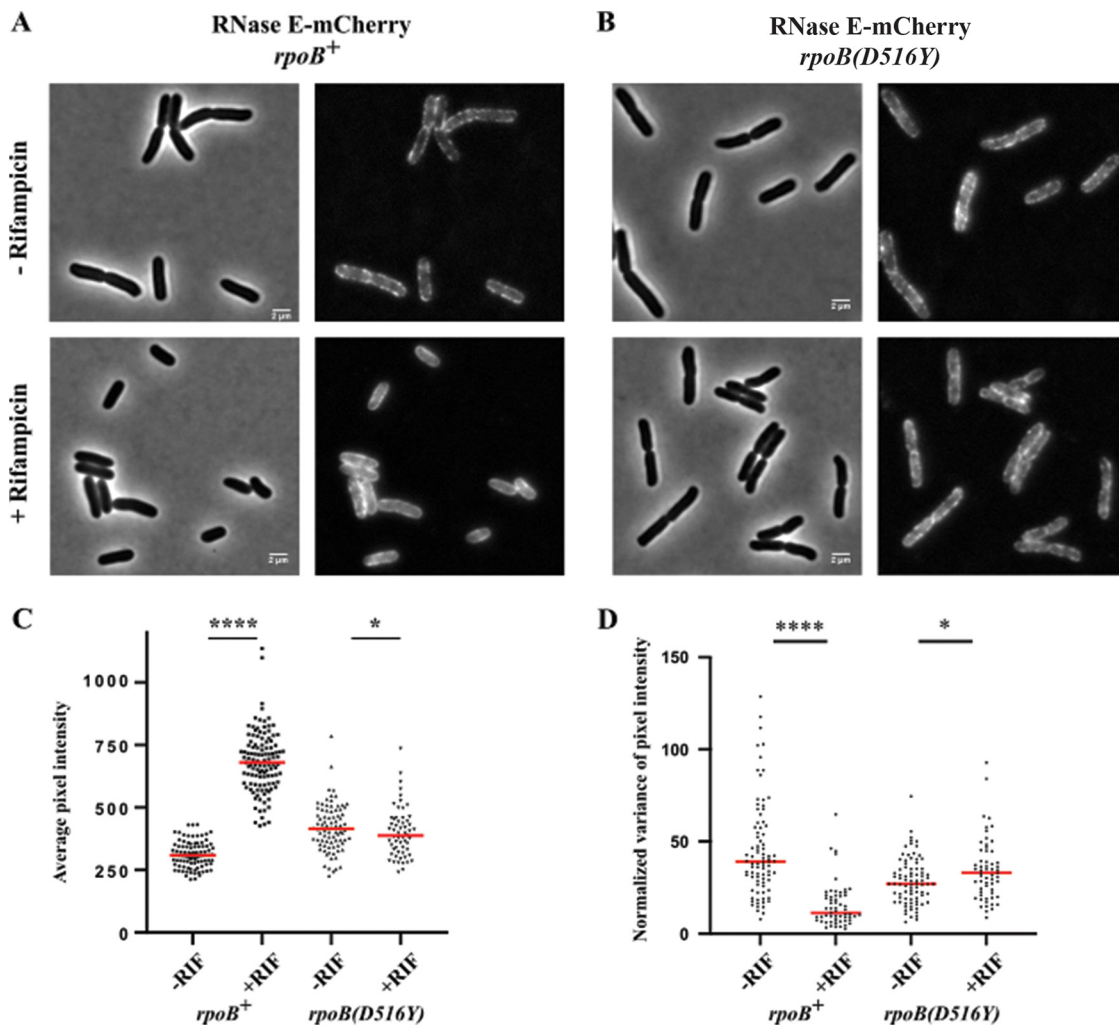 A
RNase E-mCherry
rpoB+
B
RNase E-mCherry
rpoB(D516Y)
- Rifampicin
2 µm
2 µm
+ Rifampicin
2 µm
2 µm
C
****
*
Average pixel intensity
1000
750
500
250
0
-RIF
+RIF
-RIF
+RIF
rpoB+
rpoB(D516Y)
D
****
*
Normalized variance of pixel intensity
150
100
50
0
-RIF
+RIF
-RIF
+RIF
rpoB+
rpoB(D516Y)